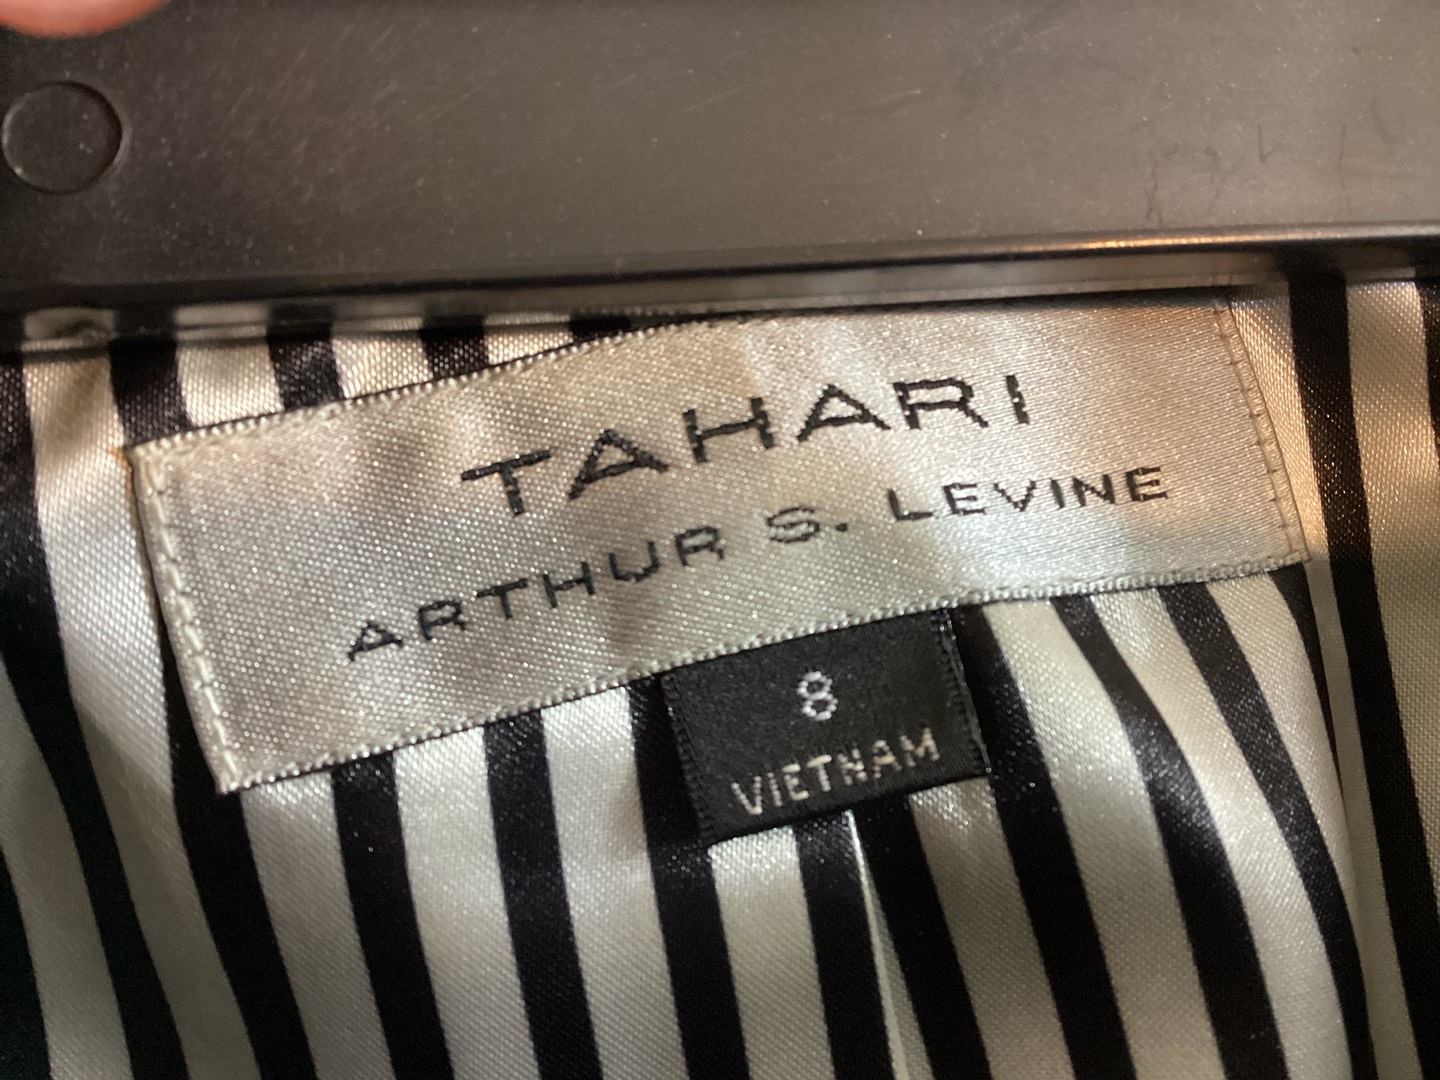 TAHARI
ARTHUR S. LEVINE
8
VIETNAM